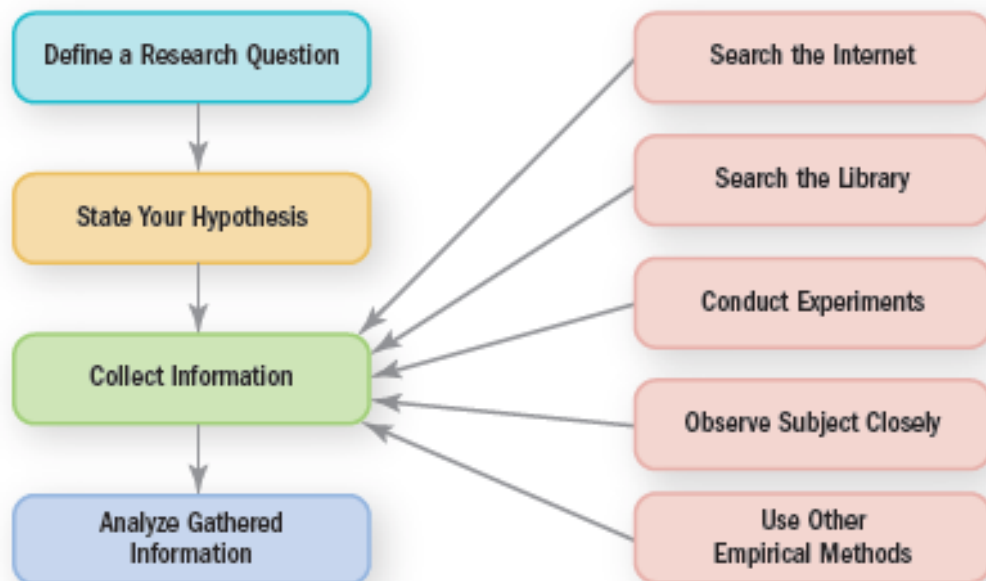 Define a Research Question
State Your Hypothesis
Collect Information
Analyze Gathered
Information
Search the Internet
Search the Library
Conduct Experiments
Observe Subject Closely
Use Other
Empirical Methods